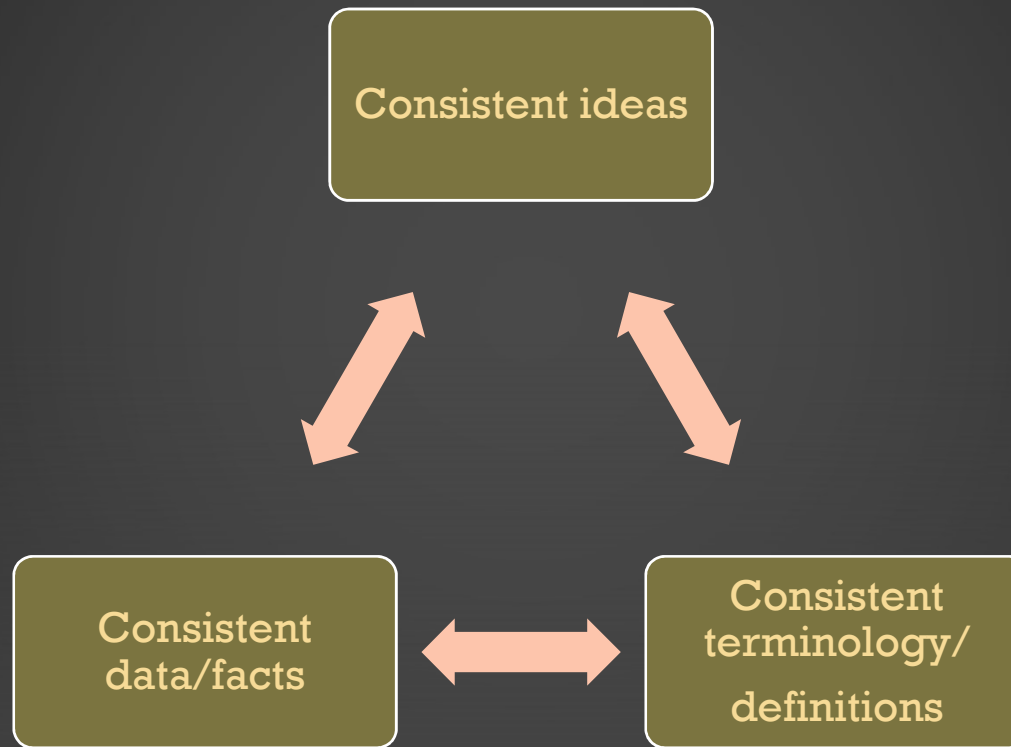 Consistent ideas
Consistent
data/facts
Consistent
terminology/
definitions